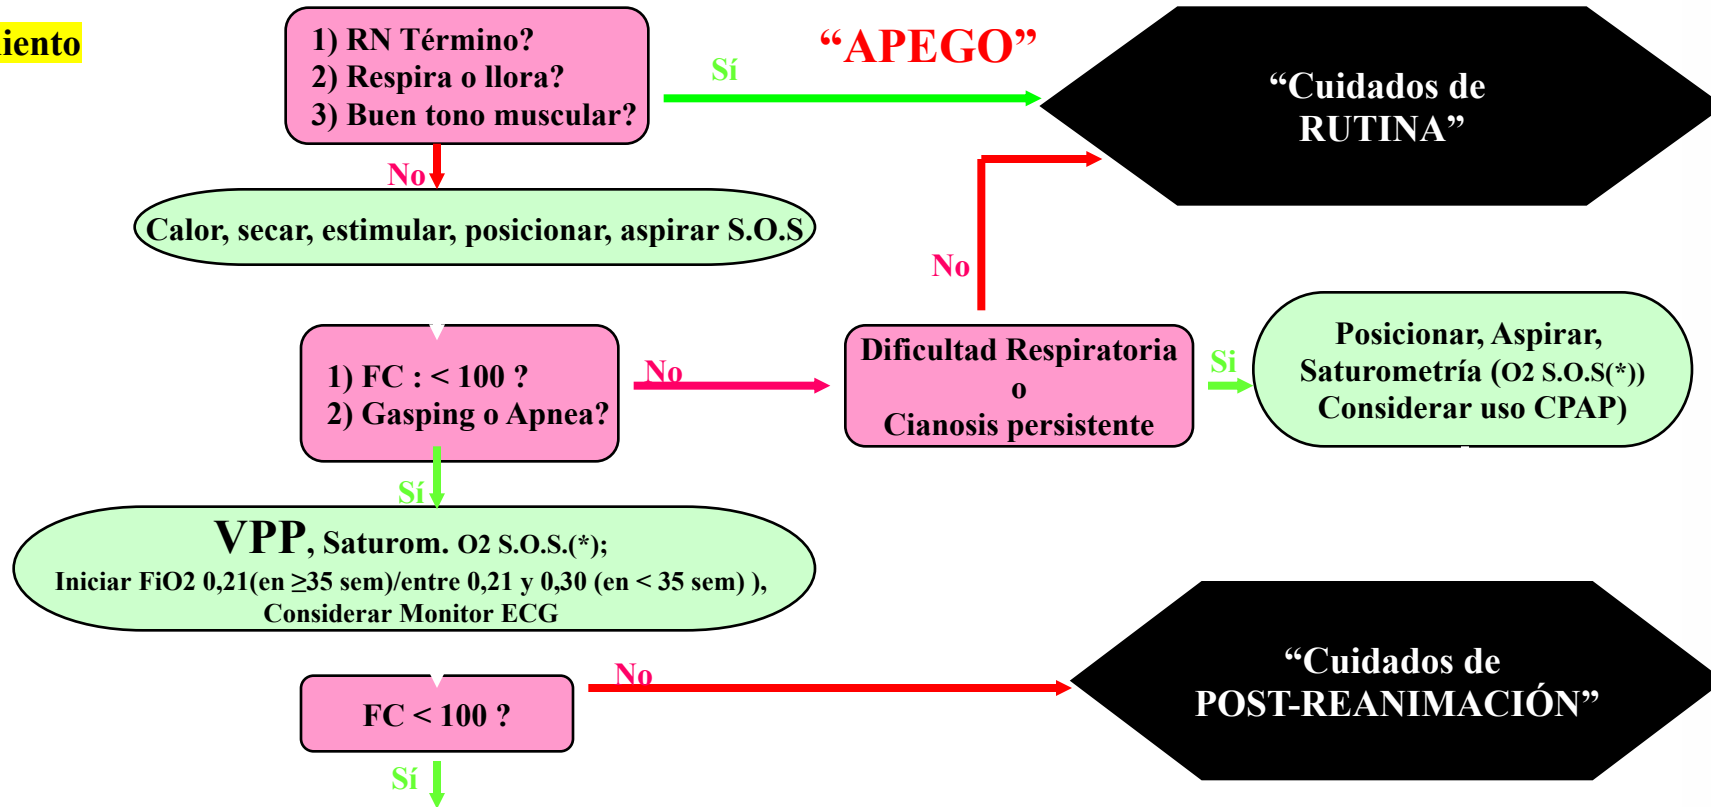 iento
1) RN Término?
2) Respira o llora?
3) Buen tono muscular?
Sí
“APEGO”
“Cuidados de
RUTINA”
No
Calor, secar, estimular, posicionar, aspirar S.O.S
No
1) FC : < 100 ?
2) Gasping o Apnea?
No
Dificultad Respiratoria
o
Cianosis persistente
Si
Posicionar, Aspirar,
Saturometría (O2 S.O.S(*))
Considerar uso CPAP)
Sí
VPP, Saturom. O2 S.O.S.(*);
Iniciar FiO2 0,21(en ≥35 sem)/entre 0,21 y 0,30 (en < 35 sem) ),
Considerar Monitor ECG
FC < 100 ?
No
“Cuidados de
POST-REANIMACIÓN”
Sí